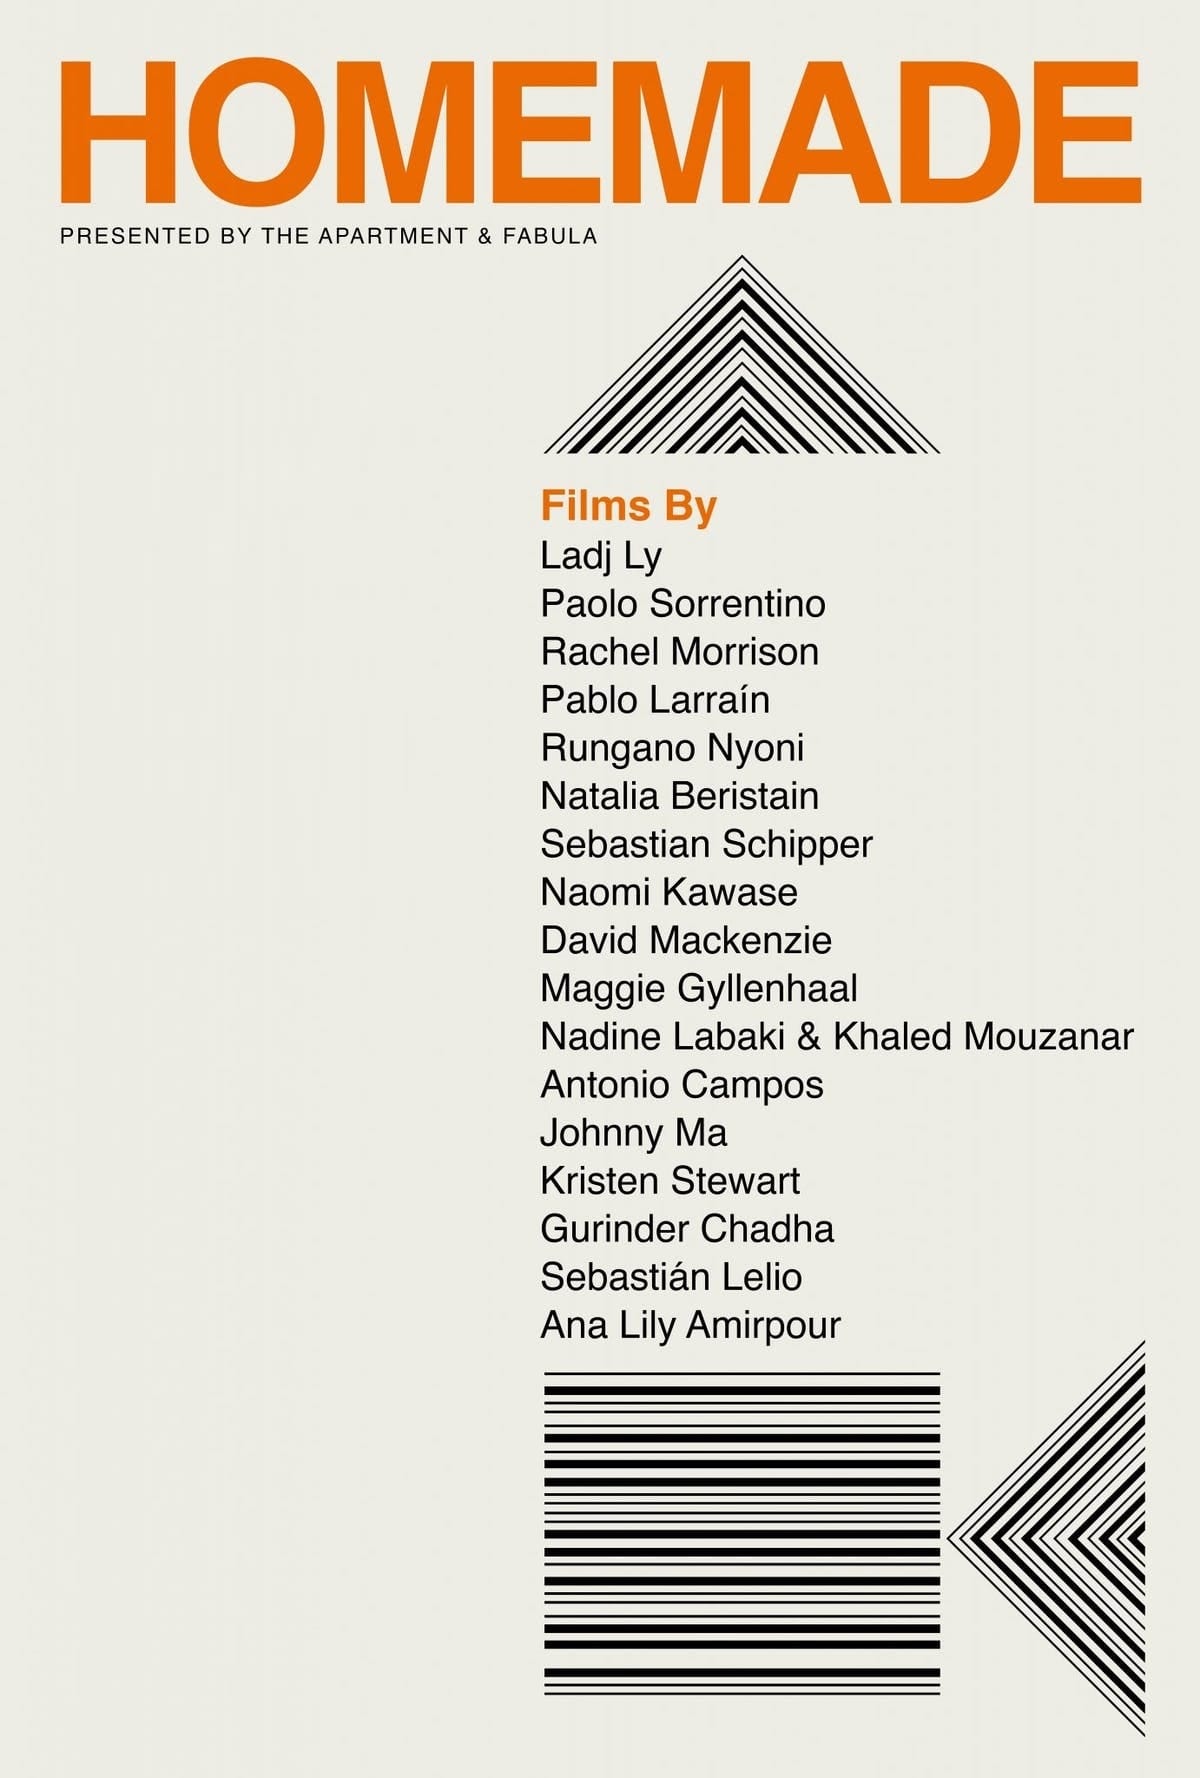 HOMEMADE
PRESENTED BY THE APARTMENT & FABULA
Films By
Ladj Ly
Paolo Sorrentino
Rachel Morrison
Pablo Larraín
Rungano Nyoni
Natalia Beristain
Sebastian Schipper
Naomi Kawase
David Mackenzie
Maggie Gyllenhaal
Nadine Labaki & Khaled Mouzanar
Antonio Campos
Johnny Ma
Kristen Stewart
Gurinder Chadha
Sebastián Lelio
Ana Lily Amirpour